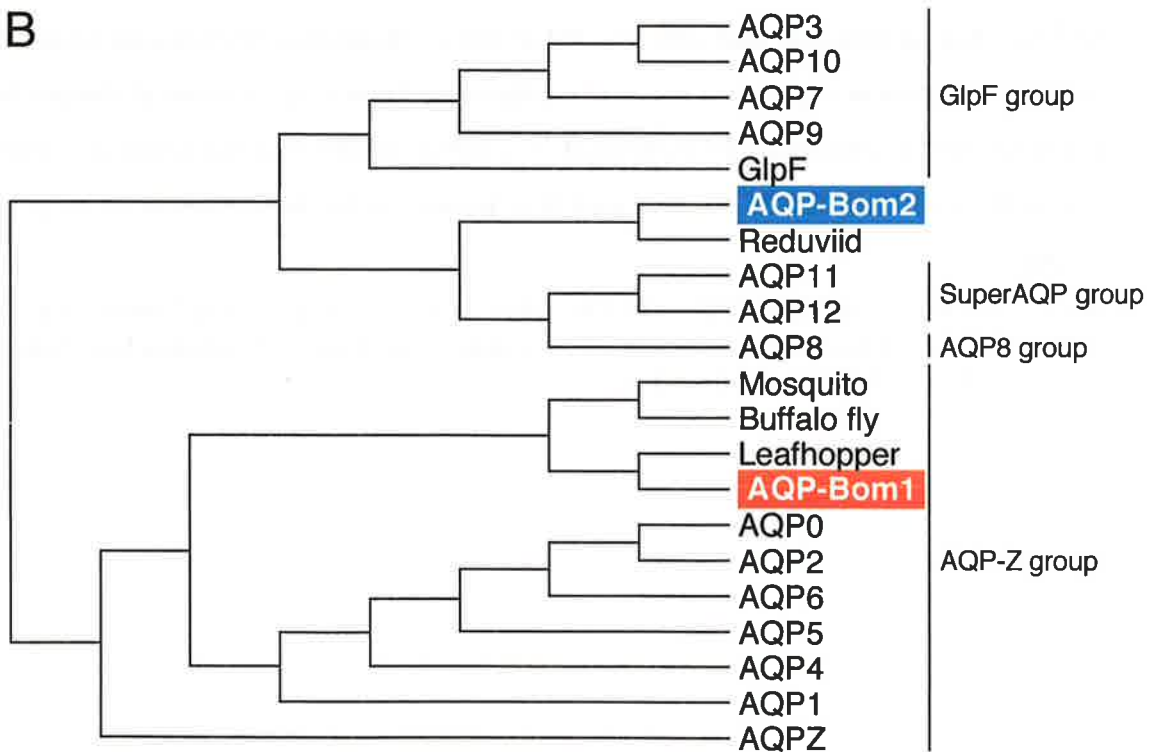 B
AQP3
AQP10
AQP7
GlpF group
AQP9
GlpF
AQP-Bom2
Reduviid
AQP11
SuperAQP group
AQP12
AQP8
AQP8 group
Mosquito
Buffalo fly
Leafhopper
AQP-Bom1
AQP0
AQP2
AQP-Z group
AQP6
AQP5
AQP4
AQP1
AQPZ